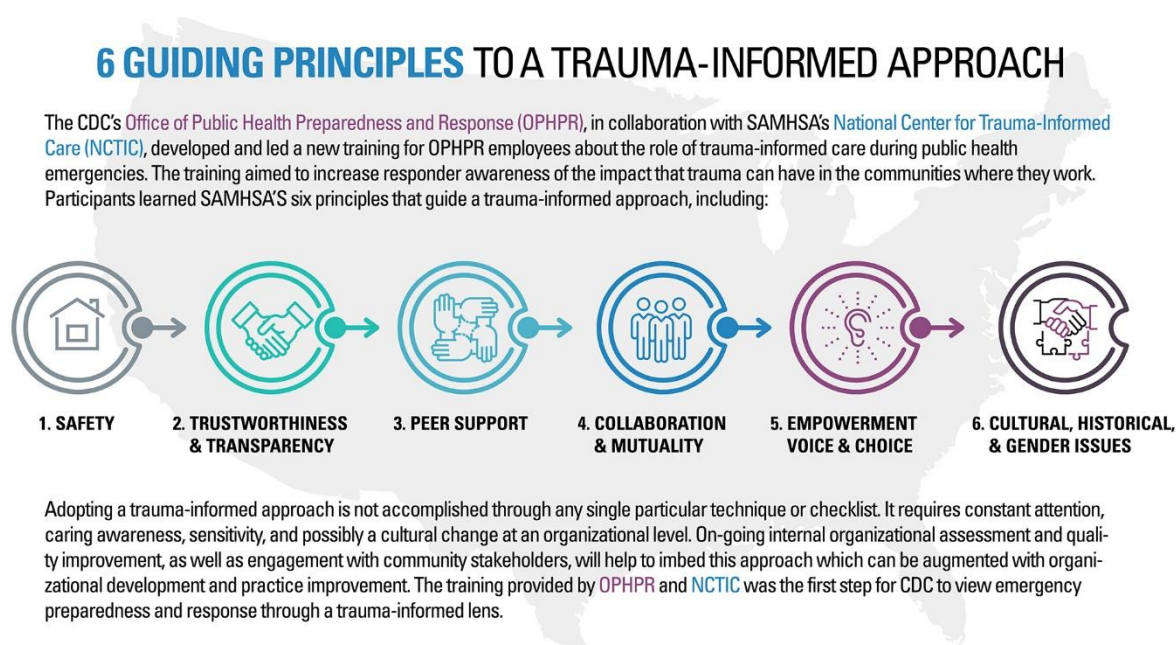 6 GUIDING PRINCIPLES TO A TRAUMA-INFORMED APPROACH
The CDC's Office of Public Health Preparedness and Response (OPHPR), in collaboration with SAMHSA's National Center for Trauma-Informed
Care (NCTIC), developed and led a new training for OPHPR employees about the role of trauma-informed care during public health
emergencies. The training aimed to increase responder awareness of the impact that trauma can have in the communities where they work.
Participants learned SAMHSA'S six principles that guide a trauma-informed approach, including:
1. SAFETY
2. TRUSTWORTHINESS
& TRANSPARENCY
3. PEER SUPPORT
4. COLLABORATION
& MUTUALITY
5. EMPOWERMENT
VOICE & CHOICE
6. CULTURAL, HISTORICAL,
& GENDER ISSUES
Adopting a trauma-informed approach is not accomplished through any single particular technique or checklist. It requires constant attention,
caring awareness, sensitivity, and possibly a cultural change at an organizational level. On-going internal organizational assessment and quali-
ty improvement, as well as engagement with community stakeholders, will help to imbed this approach which can be augmented with organi-
zational development and practice improvement. The training provided by OPHPR and NCTIC was the first step for CDC to view emergency
preparedness and response through a trauma-informed lens.